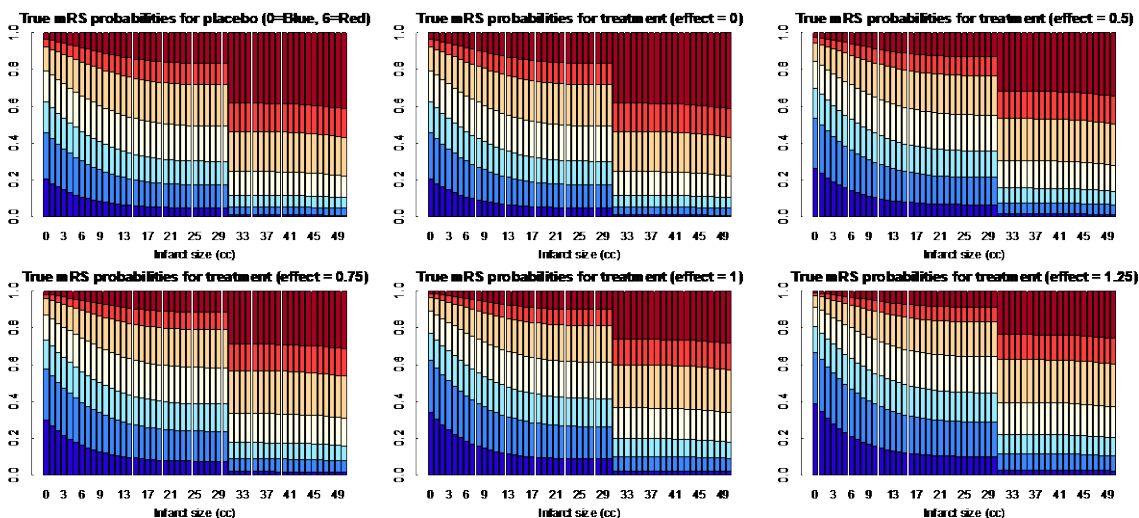 True mRS probabilities for placebo (0=Blue, 6=Red)
True mRS probabilities for treatment (effect = 0)
True mRS probabilities for treatment (effect = 0.5)
0.0 0.2 0.4 0.6 0.8 1.0
0.0 0.2 0.4 0.6 0.8 1.0
0.0 0.2 0.4 0.6 0.8 1.0
0 3 6 9 13 17 21 25 29 33 37 41 45 49
0 3 6 9 13 17 21 25 29 33 37 41 45 49
0 3 6 9 13 17 21 25 29 33 37 41 45 49
Infarct size (cc)
Infarct size (cc)
Infarct size (cc)
True mRS probabilities for treatment (effect = 0.75)
True mRS probabilities for treatment (effect = 1)
True mRS probabilities for treatment (effect = 1.25)
0.0 0.2 0.4 0.6 0.8 1.0
0.0 0.2 0.4 0.6 0.8 1.0
0.0 0.2 0.4 0.6 0.8 1.0
0 3 6 9 13 17 21 25 29 33 37 41 45 49
0 3 6 9 13 17 21 25 29 33 37 41 45 49
0 3 6 9 13 17 21 25 29 33 37 41 45 49
Infarct size (cc)
Infarct size (cc)
Infarct size (cc)